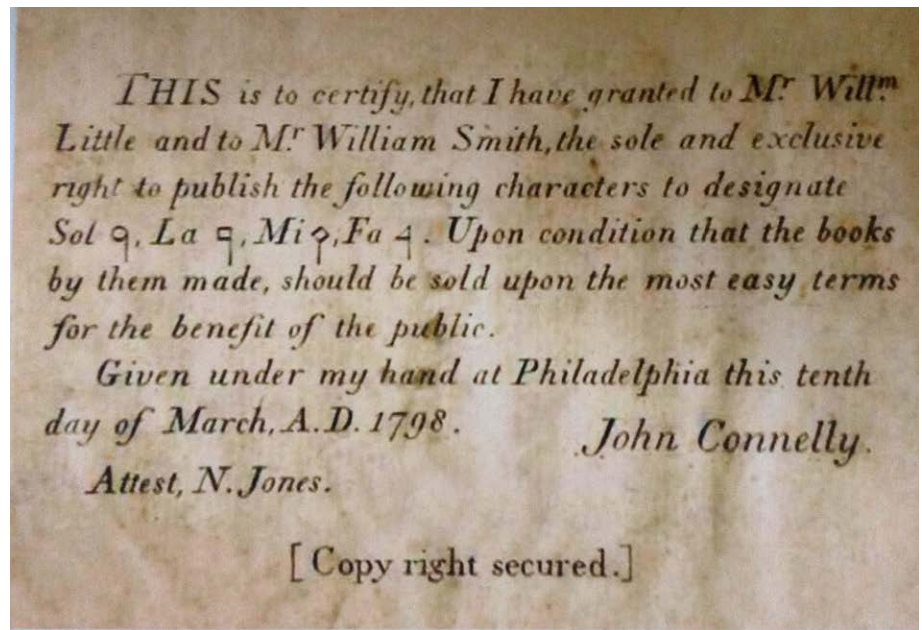 THIS is to certify, that I have granted to Mr. Willm.
Little and to Mr. William Smith, the sole and exclusive
right to publish the following characters to designate
Sol, La, Mi, Fa. Upon condition that the books
by them made, should be sold upon the most easy terms
for the benefit of the public.
Given under my hand at Philadelphia this tenth
day of March, A.D. 1798.
John Connelly.
Attest, N. Jones.
[Copy right secured.]